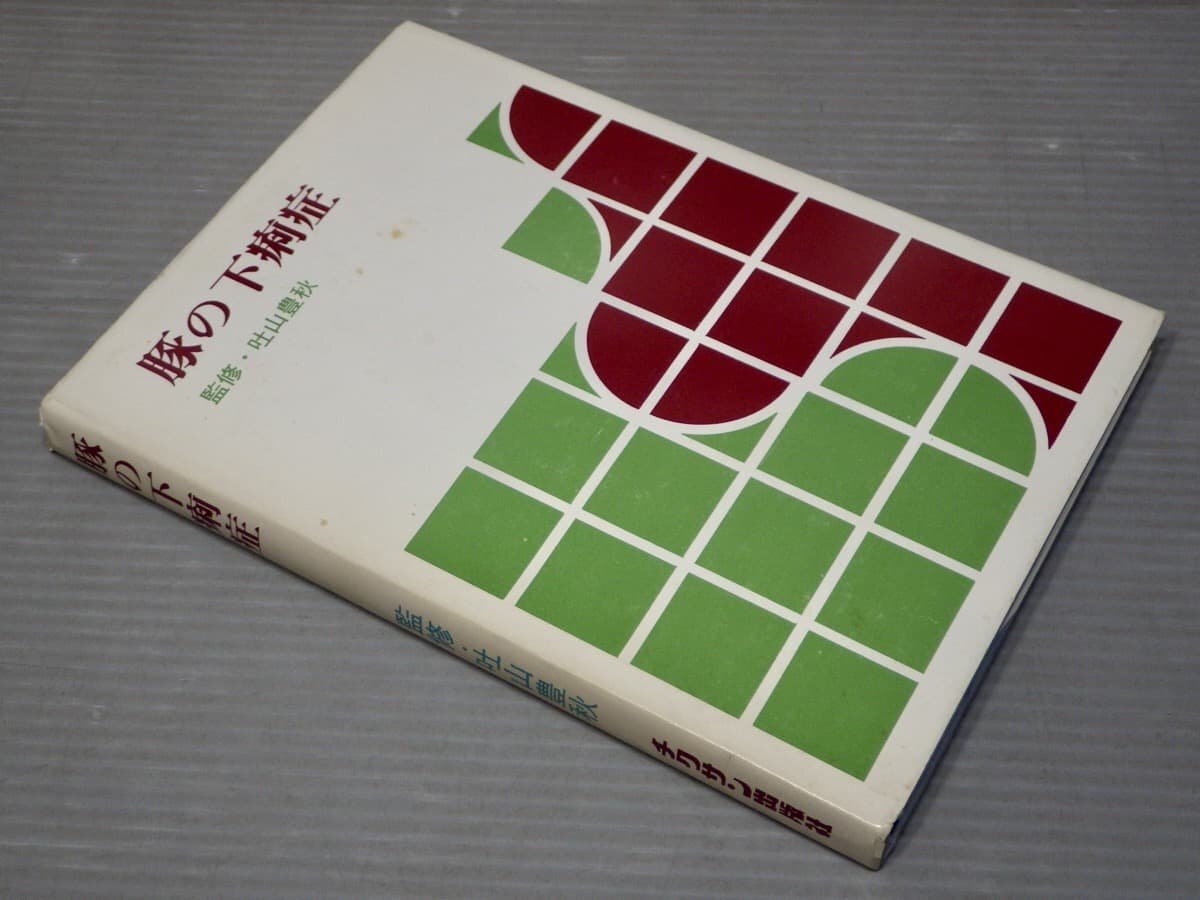 豚の下痢症
監修・吐山豊秋
豚の下痢症
監修・吐山豊秋
チクサン出版社